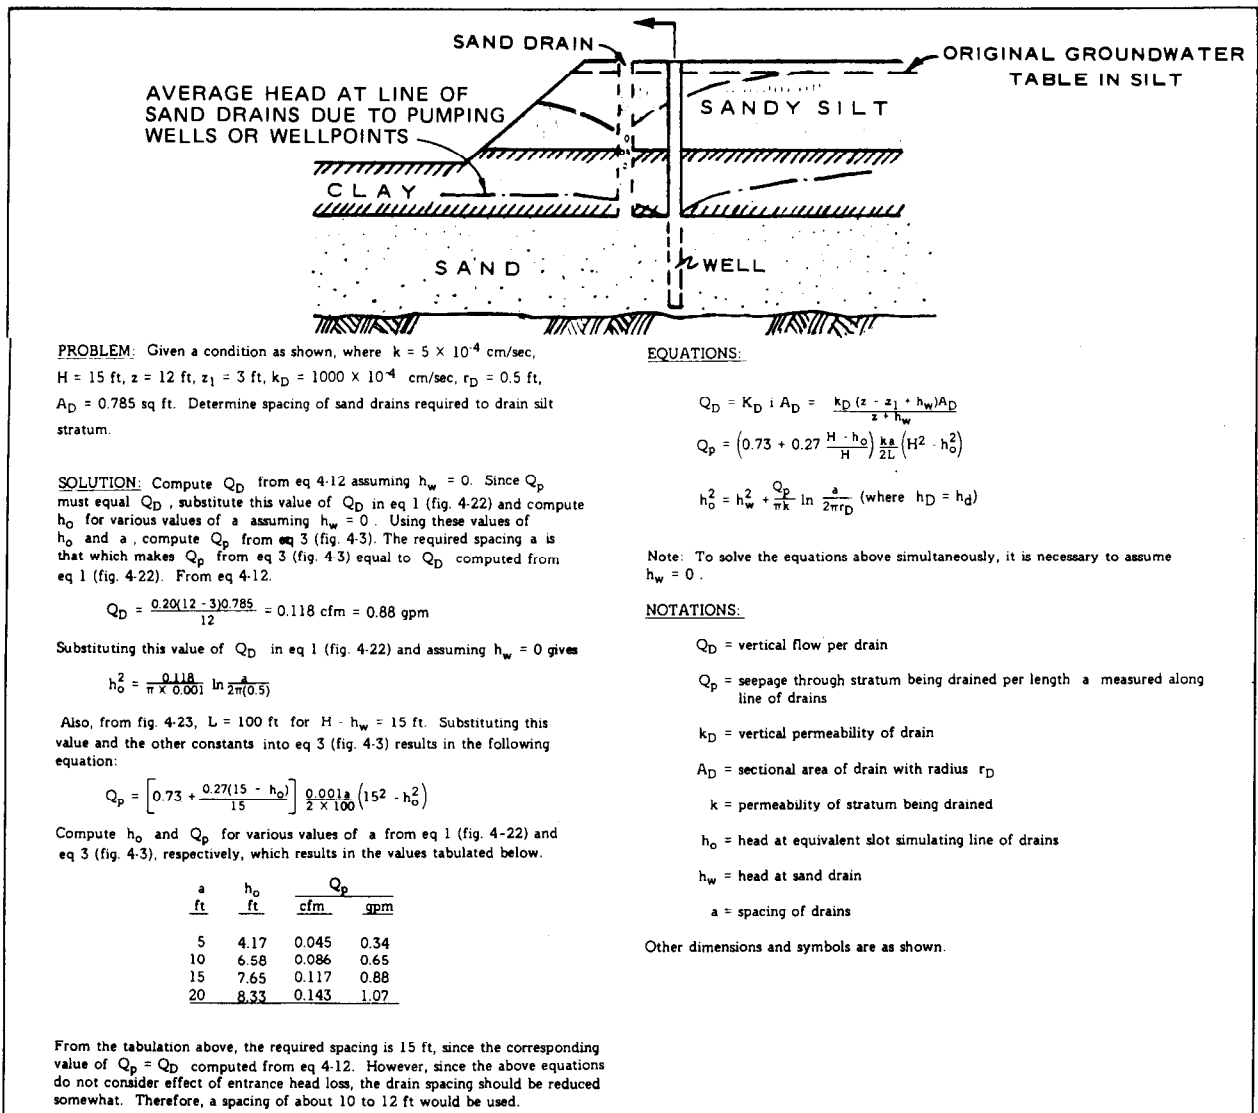 SAND DRAIN
ORIGINAL GROUNDWATER
TABLE IN SILT
AVERAGE HEAD AT LINE OF
SAND DRAINS DUE TO PUMPING
WELLS OR WELLPOINTS
SANDY SILT
CLAY
SAND
WELL
PROBLEM: Given a condition as shown, where k = 5 × 10⁻⁴ cm/sec,
H = 15 ft, z = 12 ft, z₁ = 3 ft, k_D = 1000 × 10⁻⁴ cm/sec, r_D = 0.5 ft,
A_D = 0.785 sq ft. Determine spacing of sand drains required to drain silt
stratum.
SOLUTION: Compute Q_D from eq 4-12 assuming h_w = 0. Since Q_p
must equal Q_D , substitute this value of Q_D in eq 1 (fig. 4-22) and compute
h_o for various values of a assuming h_w = 0 . Using these values of
h_o and a , compute Q_p from eq 3 (fig. 4-3). The required spacing a is
that which makes Q_p from eq 3 (fig. 4-3) equal to Q_D computed from
eq 1 (fig. 4-22). From eq 4-12.
Q_D = 0.20(12 - 3)0.785 / 12 = 0.118 cfm = 0.88 gpm
Substituting this value of Q_D in eq 1 (fig. 4-22) and assuming h_w = 0 gives
h_o² = 0.118 / π × 0.001 ln a / 2π(0.5)
Also, from fig. 4-23, L = 100 ft for H - h_w = 15 ft. Substituting this
value and the other constants into eq 3 (fig. 4-3) results in the following
equation:
Q_p = [0.73 + 0.27(15 - h_o) / 15] 0.001a / 2 × 100 (15² - h_o²)
Compute h_o and Q_p for various values of a from eq 1 (fig. 4-22) and
eq 3 (fig. 4-3), respectively, which results in the values tabulated below.
a h_o Q_p
ft ft cfm gpm
5 4.17 0.045 0.34
10 6.58 0.086 0.65
15 7.65 0.117 0.88
20 8.33 0.143 1.07
From the tabulation above, the required spacing is 15 ft, since the corresponding
value of Q_p = Q_D computed from eq 4-12. However, since the above equations
do not consider effect of entrance head loss, the drain spacing should be reduced
somewhat. Therefore, a spacing of about 10 to 12 ft would be used.
EQUATIONS:
Q_D = K_D i A_D = k_D (z - z₁ + h_w)A_D / z + h_w
Q_p = (0.73 + 0.27 H - h_o / H) ka / 2L (H² - h_o²)
h_o² = h_w² + Q_p / πk ln a / 2πr_D (where h_D = h_d)
Note: To solve the equations above simultaneously, it is necessary to assume
h_w = 0 .
NOTATIONS:
Q_D = vertical flow per drain
Q_p = seepage through stratum being drained per length a measured along
line of drains
k_D = vertical permeability of drain
A_D = sectional area of drain with radius r_D
k = permeability of stratum being drained
h_o = head at equivalent slot simulating line of drains
h_w = head at sand drain
a = spacing of drains
Other dimensions and symbols are as shown.